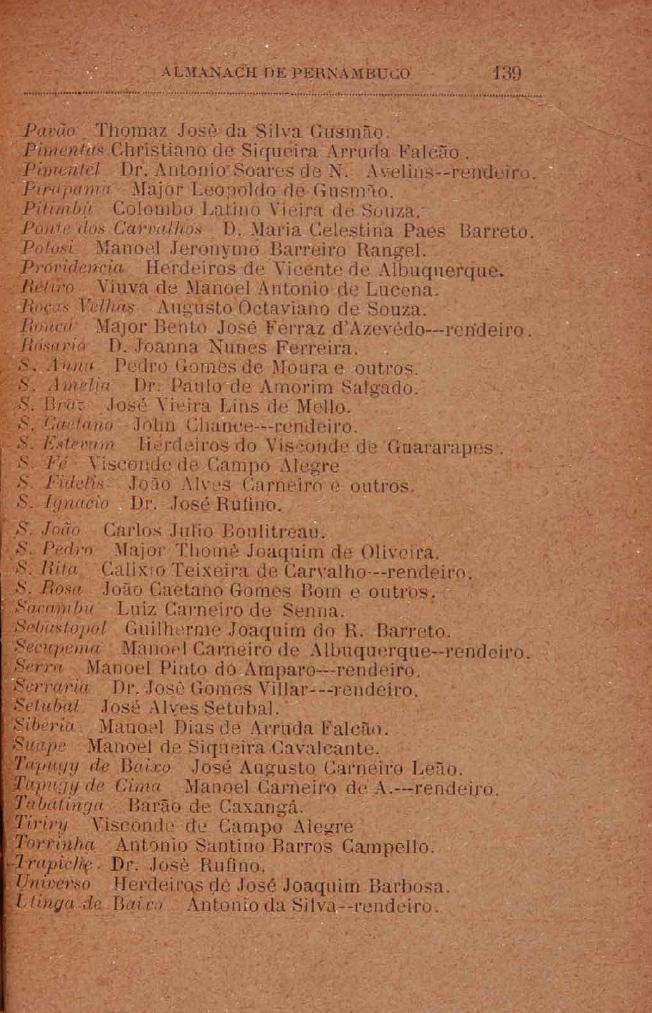 ALMANACH DE PERNAMBUCO 139
Pavão Thomaz José da Silva Gusmão.
Pimentas Christiano de Siqueira Arruda Falcão.
Pimentel Dr. Antonio Soares de N. Avelins--rendeiro.
Pirapama Major Leopoldo de Gusmão.
Pitimbú Colombo Latino Vieira de Souza.
Ponte dos Carvalhos D. Maria Celestina Paes Barreto.
Potosi Manoel Jeronymo Barreiro Rangel.
Providencia Herdeiros de Vicente de Albuquerque.
Retiro Viuva de Manoel Antonio de Lucena.
Roças Velhas Augusto Octaviano de Souza.
Roncá Major Bento José Ferraz d'Azevêdo---rendeiro.
Rosario D. Joanna Nunes Ferreira.
S. Anna Pedro Gomes de Moura e outros.
S. Amelia Dr. Paulo de Amorim Salgado.
S. Braz José Vieira Lins de Mello.
S. Caetano John Chance---rendeiro.
S. Estevam Herdeiros do Visconde de Guararapes.
S. Fé Visconde de Campo Alegre
S. Fidelis João Alves Carneiro e outros.
S. Ignacio Dr. José Rufino.
S. João Carlos Julio Boulitreau.
S. Pedro Major Thomé Joaquim de Oliveira.
S. Rita Calixto Teixeira de Carvalho---rendeiro.
S. Rosa João Caetano Gomes Bom e outros.
Sacambu Luiz Carneiro de Senna.
Sebastopol Guilherme Joaquim do R. Barreto.
Secupema Manoel Carneiro de Albuquerque--rendeiro.
Serra Manoel Pinto do Amparo---rendeiro.
Serraria Dr. José Gomes Villar---rendeiro.
Setubal José Alves Setubal.
Siberia Manoel Dias de Arruda Falcão.
Suape Manoel de Siqueira Cavalcante.
Tapugy de Baixo José Augusto Carneiro Leão.
Tapugy de Cima Manoel Carneiro de A.---rendeiro.
Tabatinga Barão de Caxangá.
Tiriry Visconde de Campo Alegre
Torrinha Antonio Santino Barros Campello.
Trapiche Dr. José Rufino.
Universo Herdeiros de José Joaquim Barbosa.
Utinga de Baixo Antonio da Silva--rendeiro.